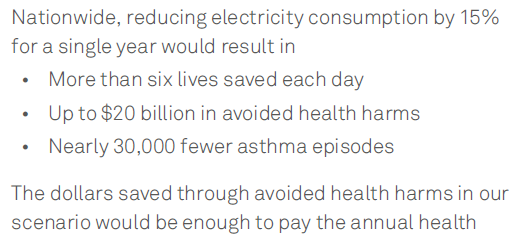 Nationwide, reducing electricity consumption by 15%
for a single year would result in
• More than six lives saved each day
• Up to $20 billion in avoided health harms
• Nearly 30,000 fewer asthma episodes
The dollars saved through avoided health harms in our
scenario would be enough to pay the annual health